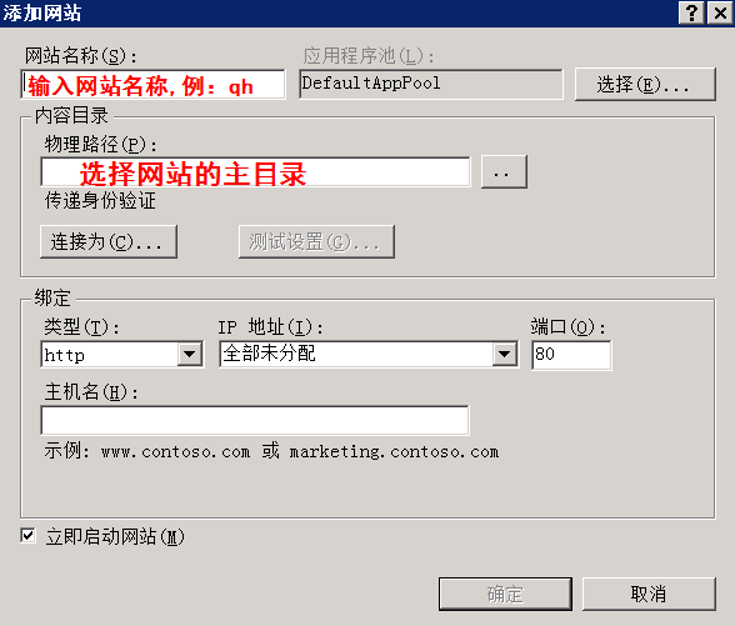 添加网站
网站名称(S):
应用程序池(L):
输入网站名称,例：qh
DefaultAppPool
选择(E)...
内容目录
物理路径(P):
选择网站的主目录
..
传递身份验证
连接为(C)...
测试设置(G)...
绑定
类型(T):
IP 地址(I):
端口(O):
http
全部未分配
80
主机名(H):
示例: www.contoso.com 或 marketing.contoso.com
立即启动网站(M)
确定
取消